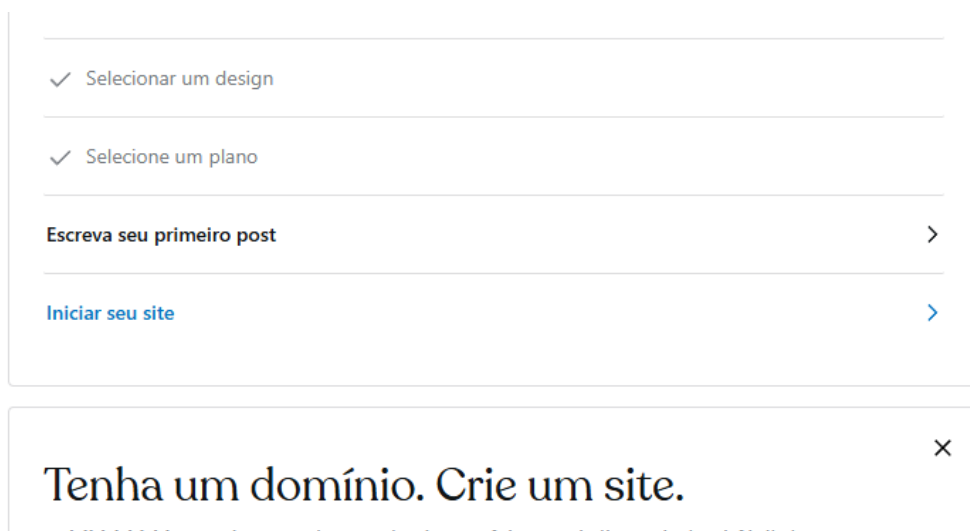 Selecionar um design
Selecione um plano
Escreva seu primeiro post
Iniciar seu site
Tenha um domínio. Crie um site.